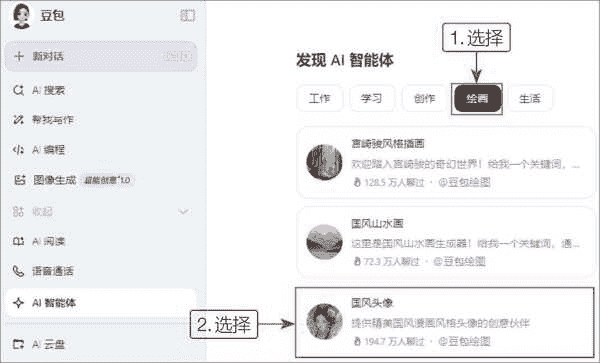 豆包
新对话
AI 搜索
帮我写作
AI 编程
图像生成 超能创意1.0
收起
AI 阅读
语音通话
AI 智能体
AI 云盘
1.选择
发现 AI 智能体
工作 学习 创作 绘画 生活
宫崎骏风格插画
欢迎踏入宫崎骏的奇幻世界！给我一个关键词，...
128.5 万人聊过 · @豆包绘图
国风山水画
这里是国风山水画生成器！给我一个关键词，通...
72.3 万人聊过 · @豆包绘图
2.选择
国风头像
提供精美国风漫画风格头像的创意伙伴
194.7 万人聊过 · @豆包绘图